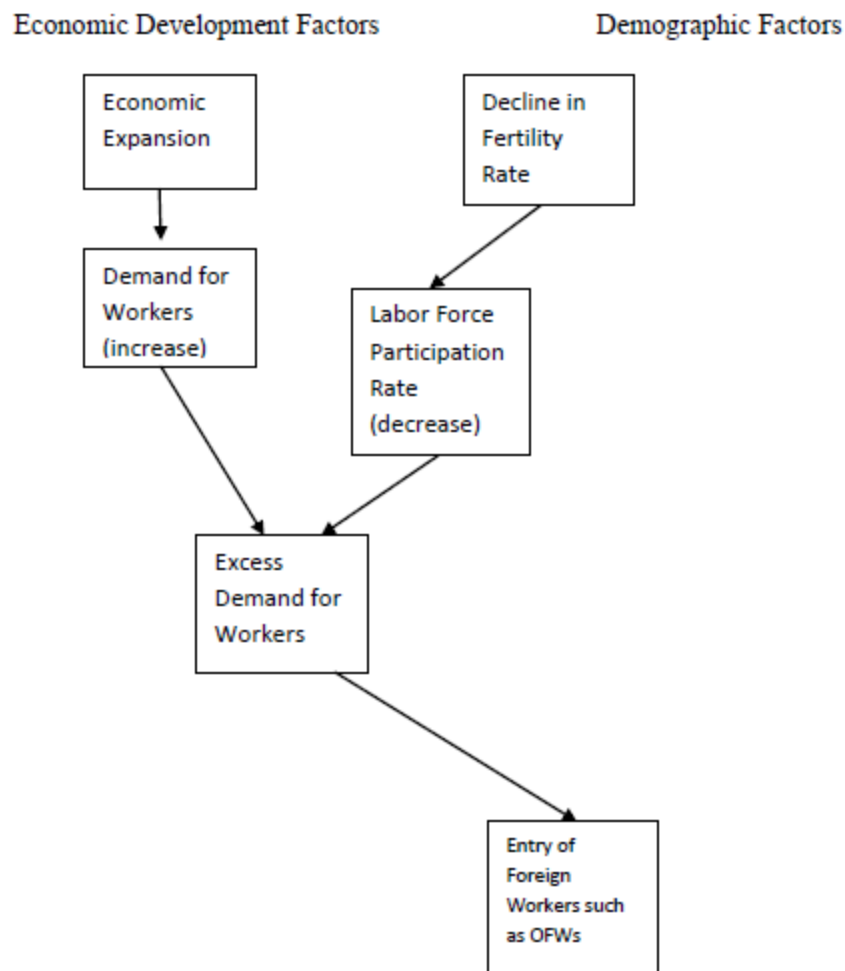 Economic Development Factors
Demographic Factors
Economic
Expansion
Decline in
Fertility
Rate
Demand for
Workers
(increase)
Labor Force
Participation
Rate
(decrease)
Excess
Demand for
Workers
Entry of
Foreign
Workers such
as OFWs